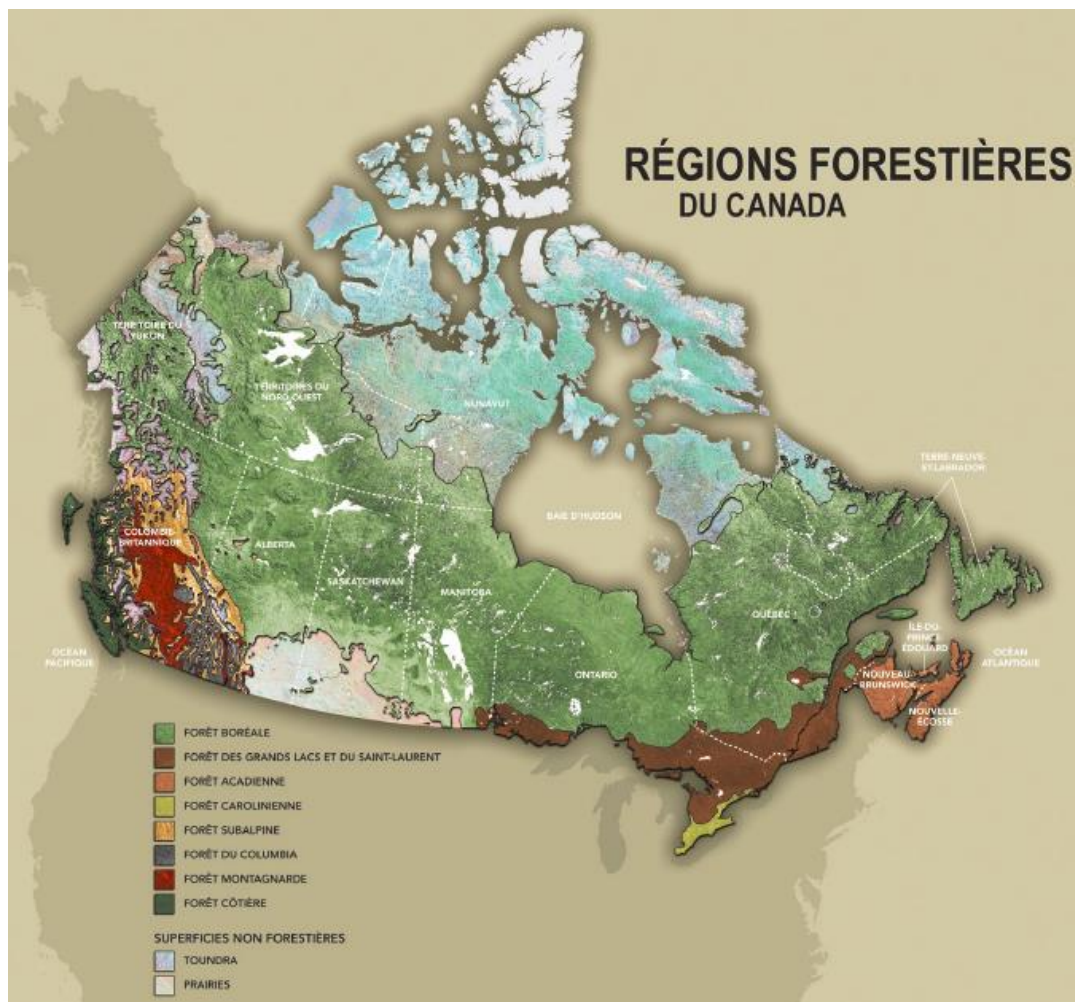 RÉGIONS FORESTIÈRES
DU CANADA
TERRITOIRE DU
YUKON
TERRITOIRES DU
NORD-OUEST
NUNAVUT
TERRE-NEUVE-
ET-LABRADOR
BAIE D'HUDSON
COLOMBIE-
BRITANNIQUE
ALBERTA
SASKATCHEWAN
MANITOBA
QUÉBEC
ÎLE-DU-
PRINCE-
ÉDOUARD
OCÉAN
PACIFIQUE
OCÉAN
ATLANTIQUE
ONTARIO
NOUVEAU-
BRUNSWICK
NOUVELLE-
ÉCOSSE
FORÊT BORÉALE
FORÊT DES GRANDS LACS ET DU SAINT-LAURENT
FORÊT ACADIENNE
FORÊT CAROLINIENNE
FORÊT SUBALPINE
FORÊT DU COLUMBIA
FORÊT MONTAGNARDE
FORÊT CÔTIÈRE
SUPERFICIES NON FORESTIÈRES
TOUNDRA
PRAIRIES